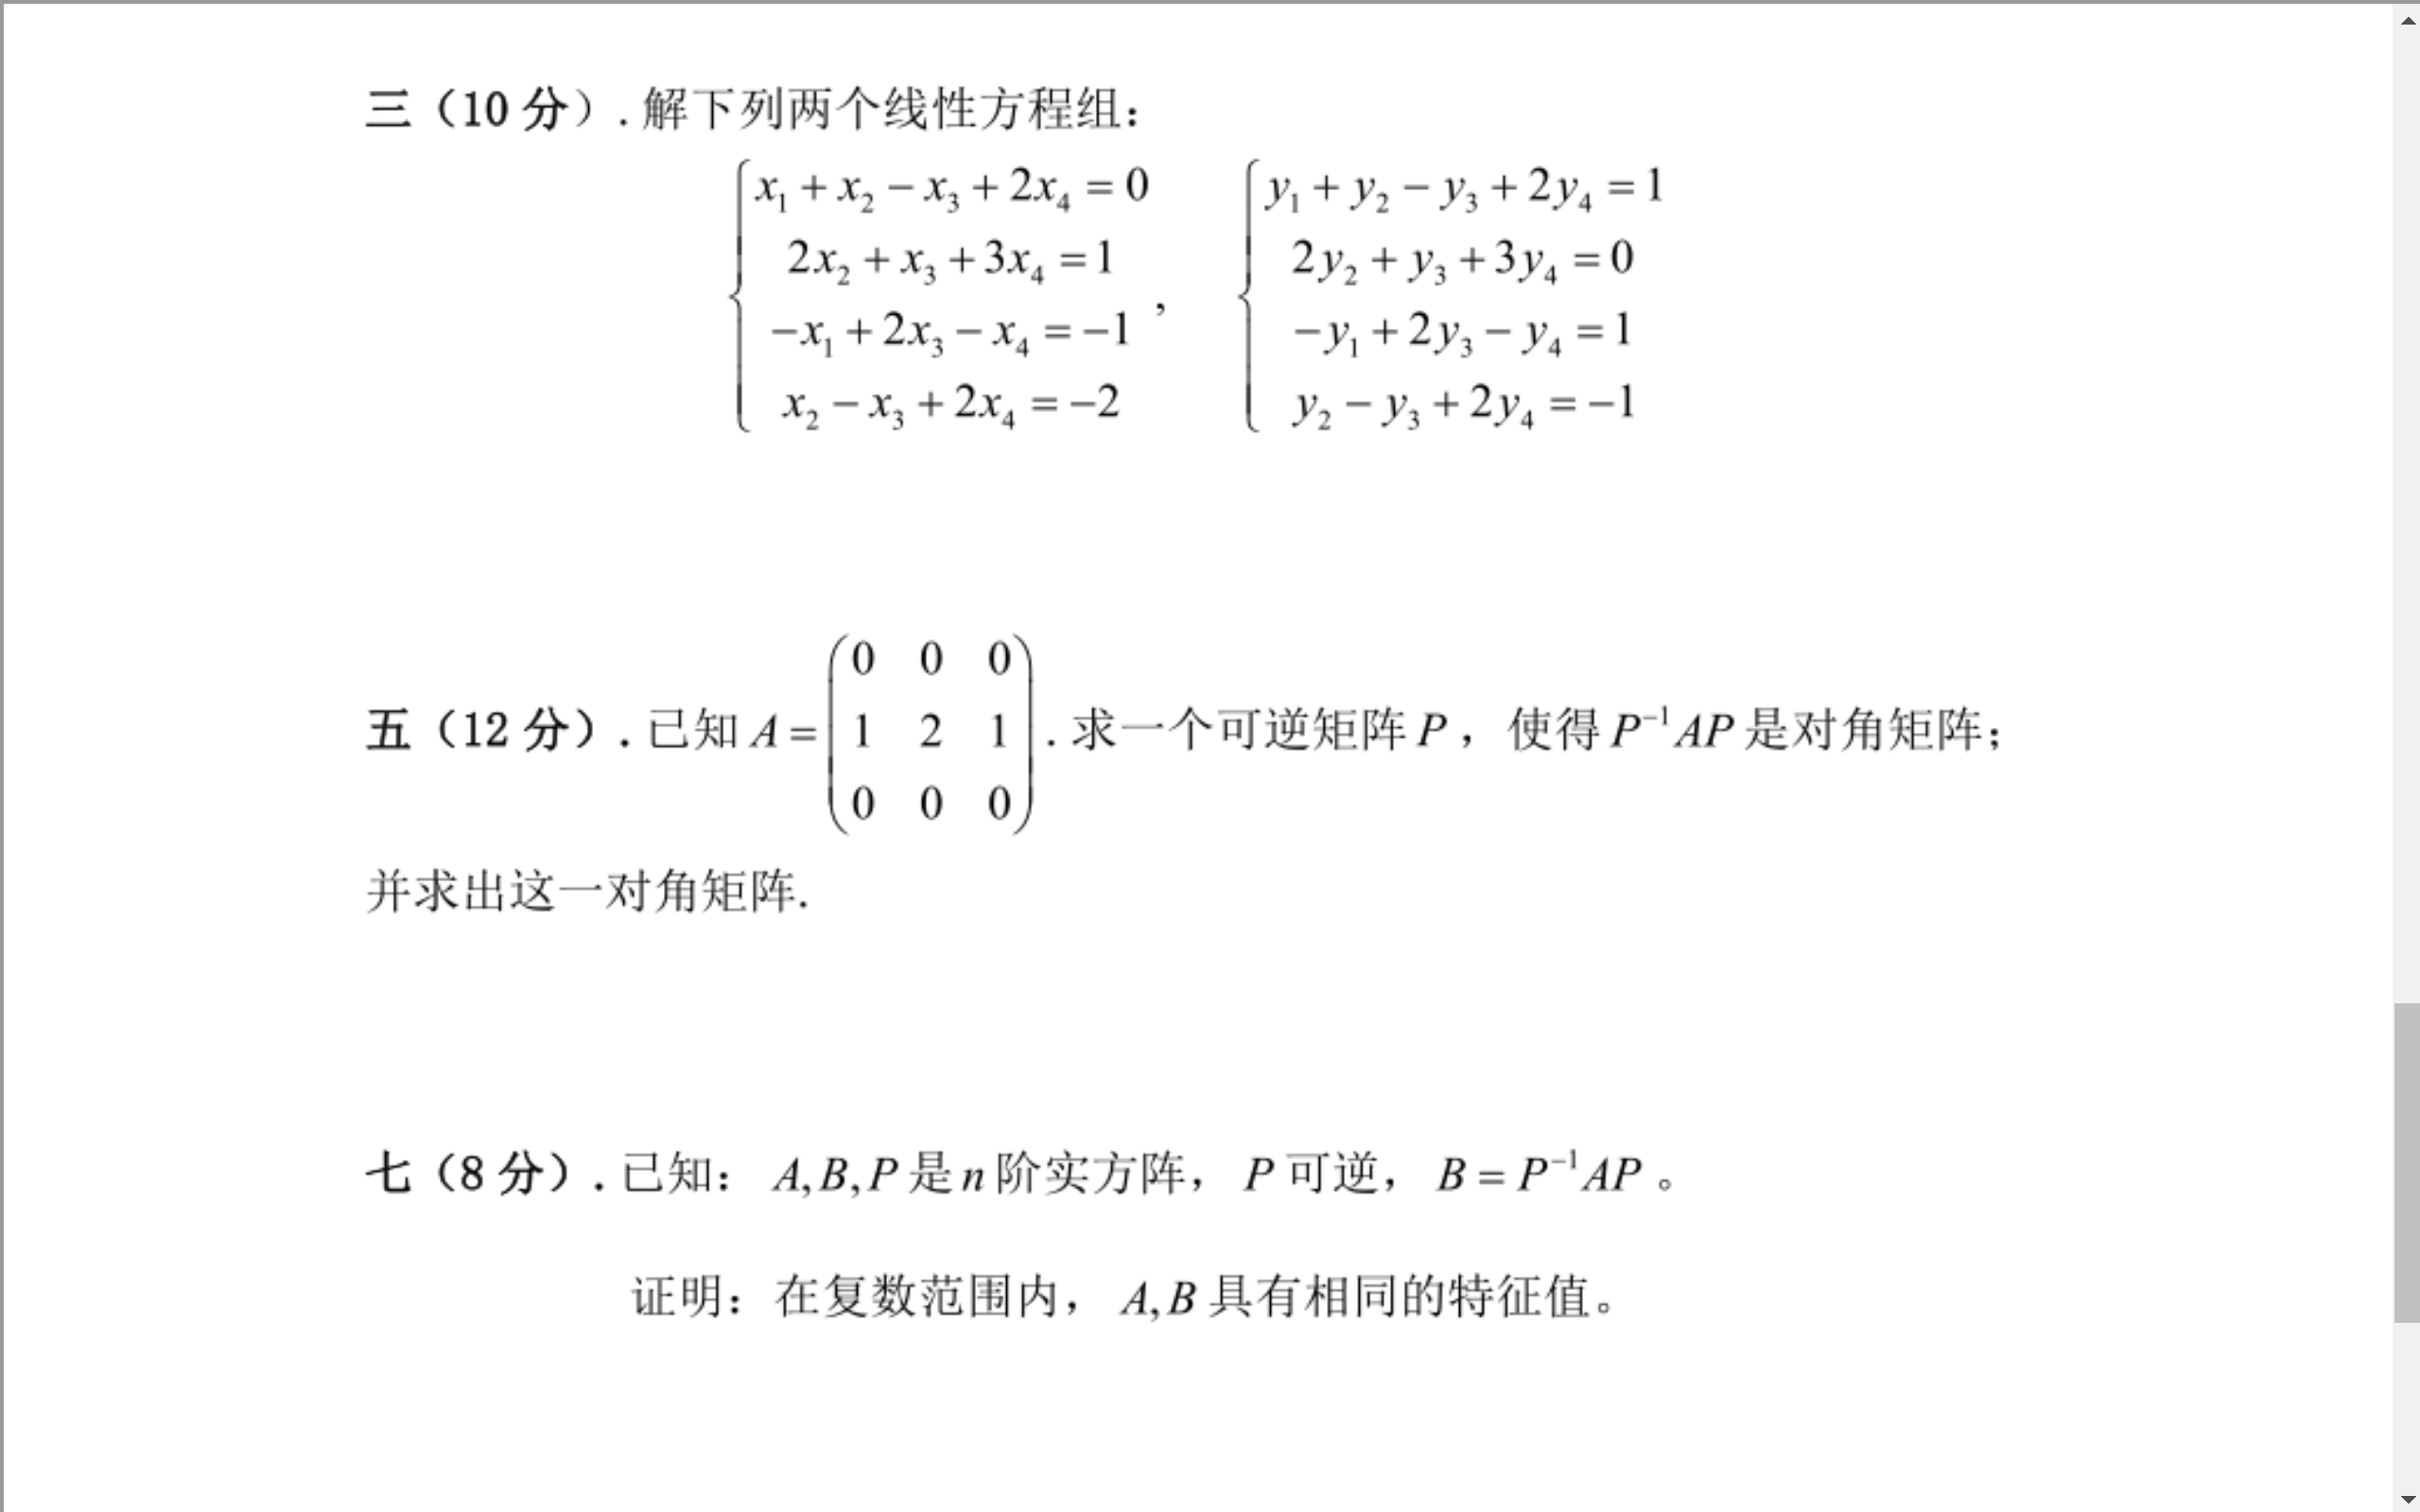 三（10 分）. 解下列两个线性方程组：
{ x₁ + x₂ − x₃ + 2x₄ = 0
2x₂ + x₃ + 3x₄ = 1
−x₁ + 2x₃ − x₄ = −1
x₂ − x₃ + 2x₄ = −2 ,
{ y₁ + y₂ − y₃ + 2y₄ = 1
2y₂ + y₃ + 3y₄ = 0
−y₁ + 2y₃ − y₄ = 1
y₂ − y₃ + 2y₄ = −1
五（12 分）. 已知 A = ( 0 0 0
1 2 1
0 0 0 ) . 求一个可逆矩阵 P ，使得 P⁻¹AP 是对角矩阵；
并求出这一对角矩阵.
七（8 分）. 已知： A, B, P 是 n 阶实方阵， P 可逆， B = P⁻¹AP 。
证明：在复数范围内， A, B 具有相同的特征值。